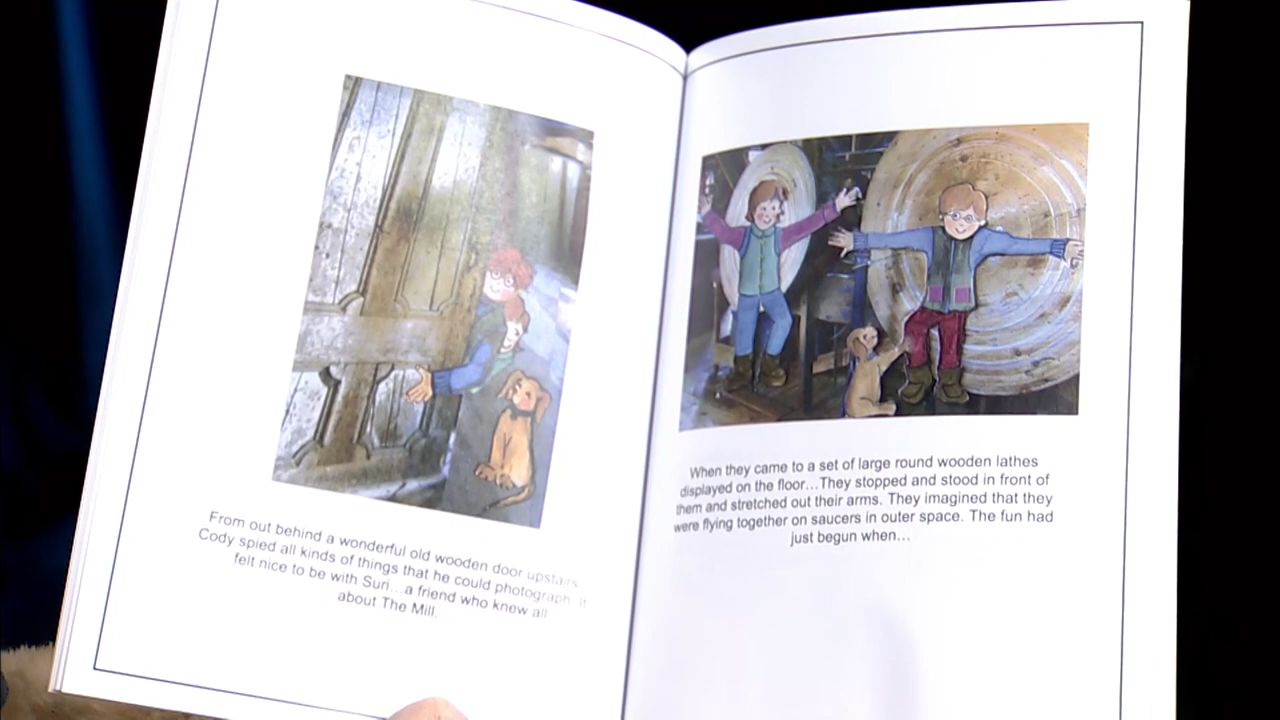 From out behind a wonderful old wooden door upstairs
Cody spied all kinds of things that he could photograph. It
felt nice to be with Suri...a friend who knew all
about The Mill.
When they came to a set of large round wooden lathes
displayed on the floor...They stopped and stood in front of
them and stretched out their arms. They imagined that they
were flying together on saucers in outer space. The fun had
just begun when...